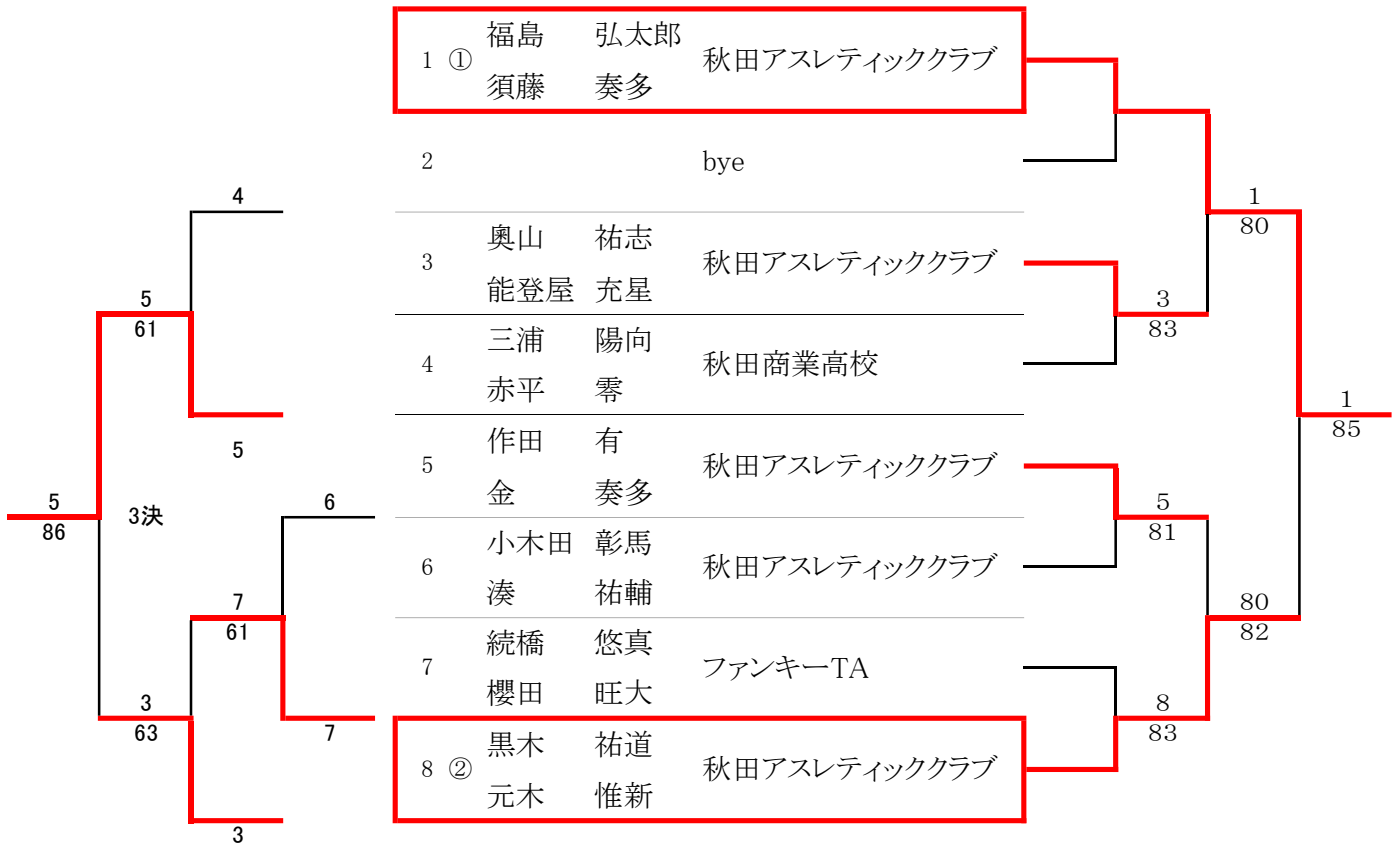 福島 弘太郎
1 ① 秋田アスレティッククラブ
須藤 奏多
2 bye
4
1
80
奥山 祐志
3 秋田アスレティッククラブ
能登屋 充星
5
61
3
83
三浦 陽向
4 秋田商業高校
赤平 零
1
85
作田 有
5 秋田アスレティッククラブ
金 奏多
5
5
86
3決
6
5
81
小木田 彰馬
6 秋田アスレティッククラブ
湊 祐輔
7
61
80
82
続橋 悠真
7 ファンキーTA
櫻田 旺大
3
63
7
8
83
黒木 祐道
8 ② 秋田アスレティッククラブ
元木 惟新
3